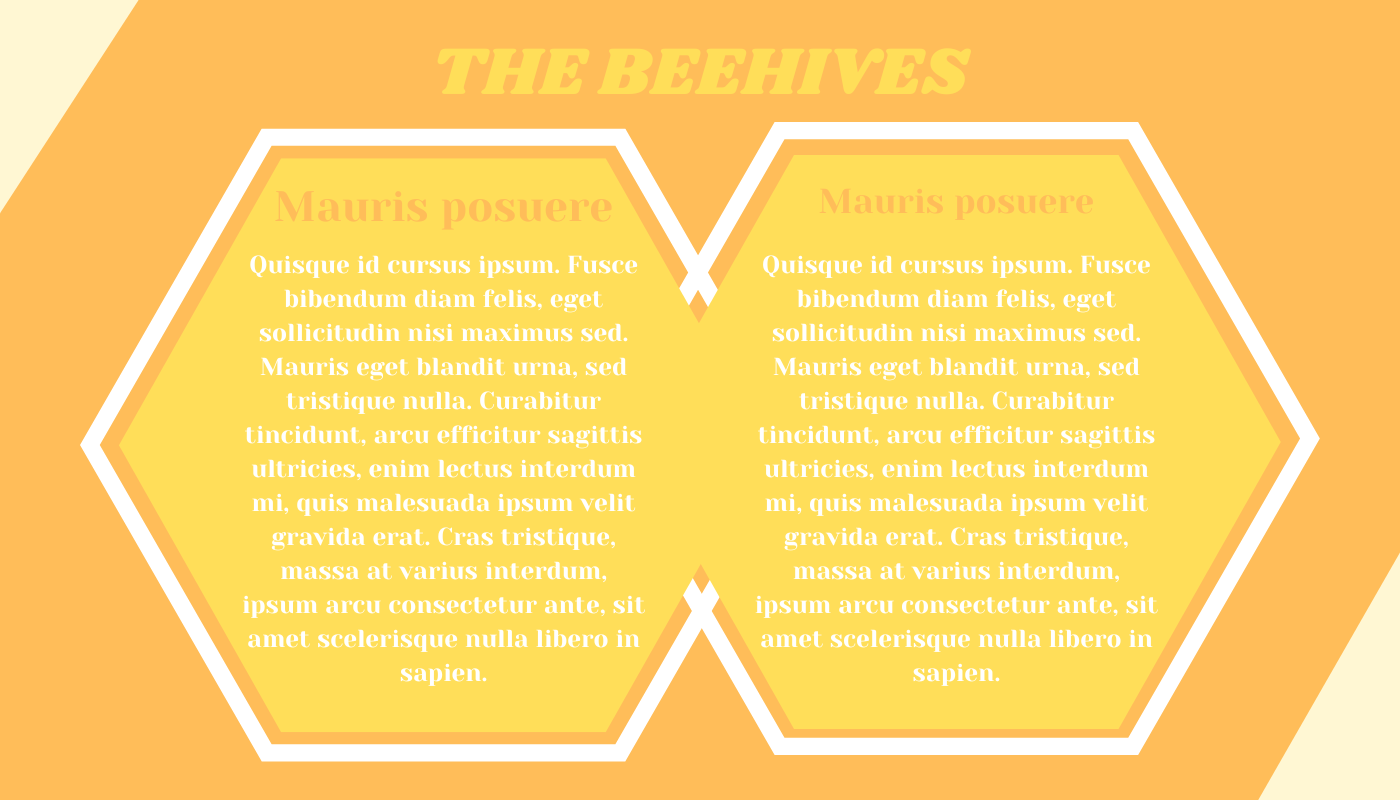 THE BEEHIVES
Mauris posuere
Quisque id cursus ipsum. Fusce
bibendum diam felis, eget
sollicitudin nisi maximus sed.
Mauris eget blandit urna, sed
tristique nulla. Curabitur
tincidunt, arcu efficitur sagittis
ultricies, enim lectus interdum
mi, quis malesuada ipsum velit
gravida erat. Cras tristique,
massa at varius interdum,
ipsum arcu consectetur ante, sit
amet scelerisque nulla libero in
sapien.
Mauris posuere
Quisque id cursus ipsum. Fusce
bibendum diam felis, eget
sollicitudin nisi maximus sed.
Mauris eget blandit urna, sed
tristique nulla. Curabitur
tincidunt, arcu efficitur sagittis
ultricies, enim lectus interdum
mi, quis malesuada ipsum velit
gravida erat. Cras tristique,
massa at varius interdum,
ipsum arcu consectetur ante, sit
amet scelerisque nulla libero in
sapien.